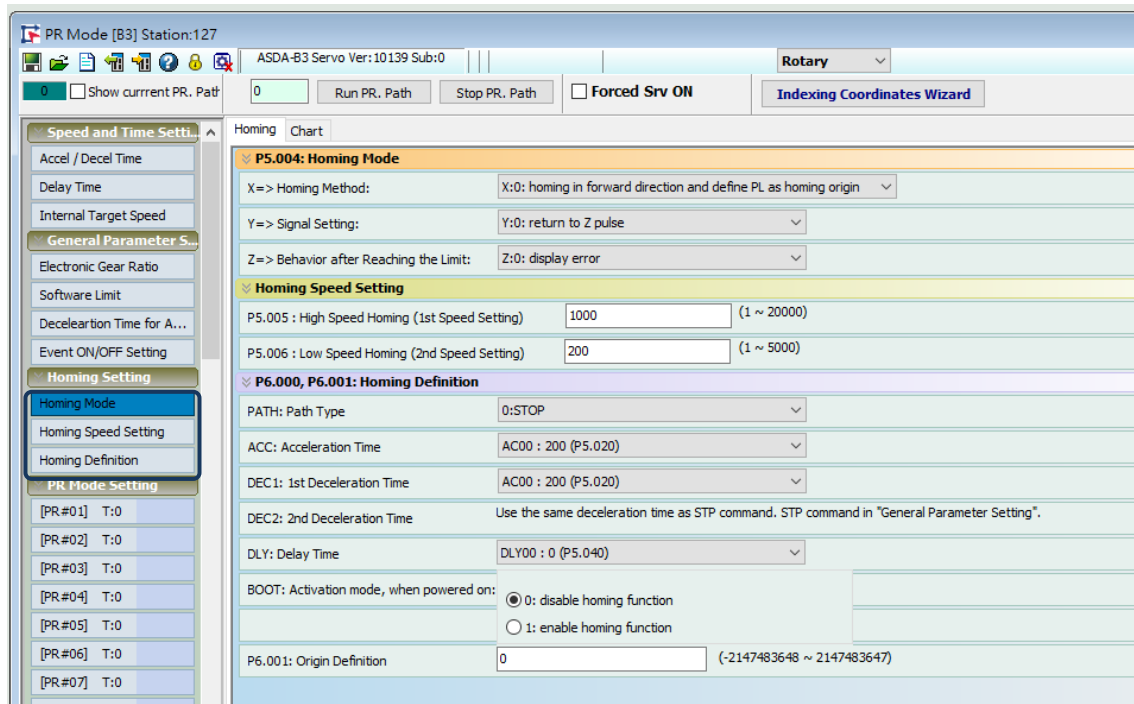 PR Mode [B3] Station:127
ASDA-B3 Servo Ver:10139 Sub:0
Rotary
0
Show currrent PR. Path
0
Run PR. Path
Stop PR. Path
Forced Srv ON
Indexing Coordinates Wizard
Speed and Time Setti...
Accel / Decel Time
Delay Time
Internal Target Speed
General Parameter S...
Electronic Gear Ratio
Software Limit
Deceleartion Time for A...
Event ON/OFF Setting
Homing Setting
Homing Mode
Homing Speed Setting
Homing Definition
PR Mode Setting
[PR#01] T:0
[PR#02] T:0
[PR#03] T:0
[PR#04] T:0
[PR#05] T:0
[PR#06] T:0
[PR#07] T:0
Homing
Chart
P5.004: Homing Mode
X=> Homing Method:
X:0: homing in forward direction and define PL as homing origin
Y=> Signal Setting:
Y:0: return to Z pulse
Z=> Behavior after Reaching the Limit:
Z:0: display error
Homing Speed Setting
P5.005 : High Speed Homing (1st Speed Setting)
1000
(1 ~ 20000)
P5.006 : Low Speed Homing (2nd Speed Setting)
200
(1 ~ 5000)
P6.000, P6.001: Homing Definition
PATH: Path Type
0:STOP
ACC: Acceleration Time
AC00 : 200 (P5.020)
DEC1: 1st Deceleration Time
AC00 : 200 (P5.020)
DEC2: 2nd Deceleration Time
Use the same deceleration time as STP command. STP command in "General Parameter Setting".
DLY: Delay Time
DLY00 : 0 (P5.040)
BOOT: Activation mode, when powered on:
0: disable homing function
1: enable homing function
P6.001: Origin Definition
0
(-2147483648 ~ 2147483647)